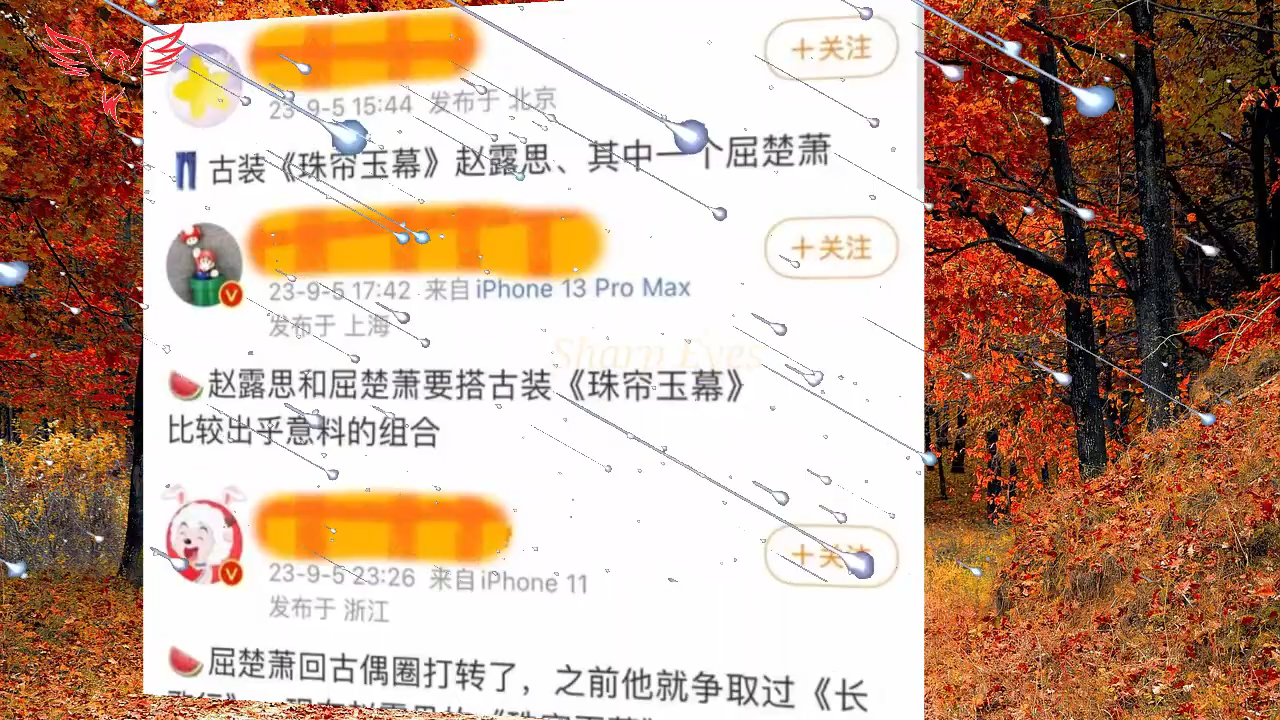 +关注
23-9-5 15:44 发布于 北京
👖 古装《珠帘玉幕》赵露思、其中一个屈楚萧
+关注
23-9-5 17:42 来自 iPhone 13 Pro Max
发布于 上海
Sharp Eyes
🍉赵露思和屈楚萧要搭古装《珠帘玉幕》
比较出乎意料的组合
+关注
23-9-5 23:26 来自 iPhone 11
发布于 浙江
🍉屈楚萧回古偶圈打转了，之前他就争取过《长